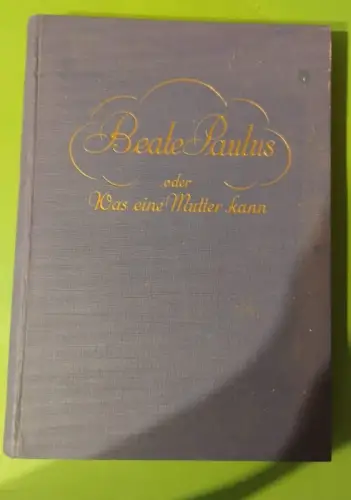 Beate Paulus
oder
Was eine Mutter kann